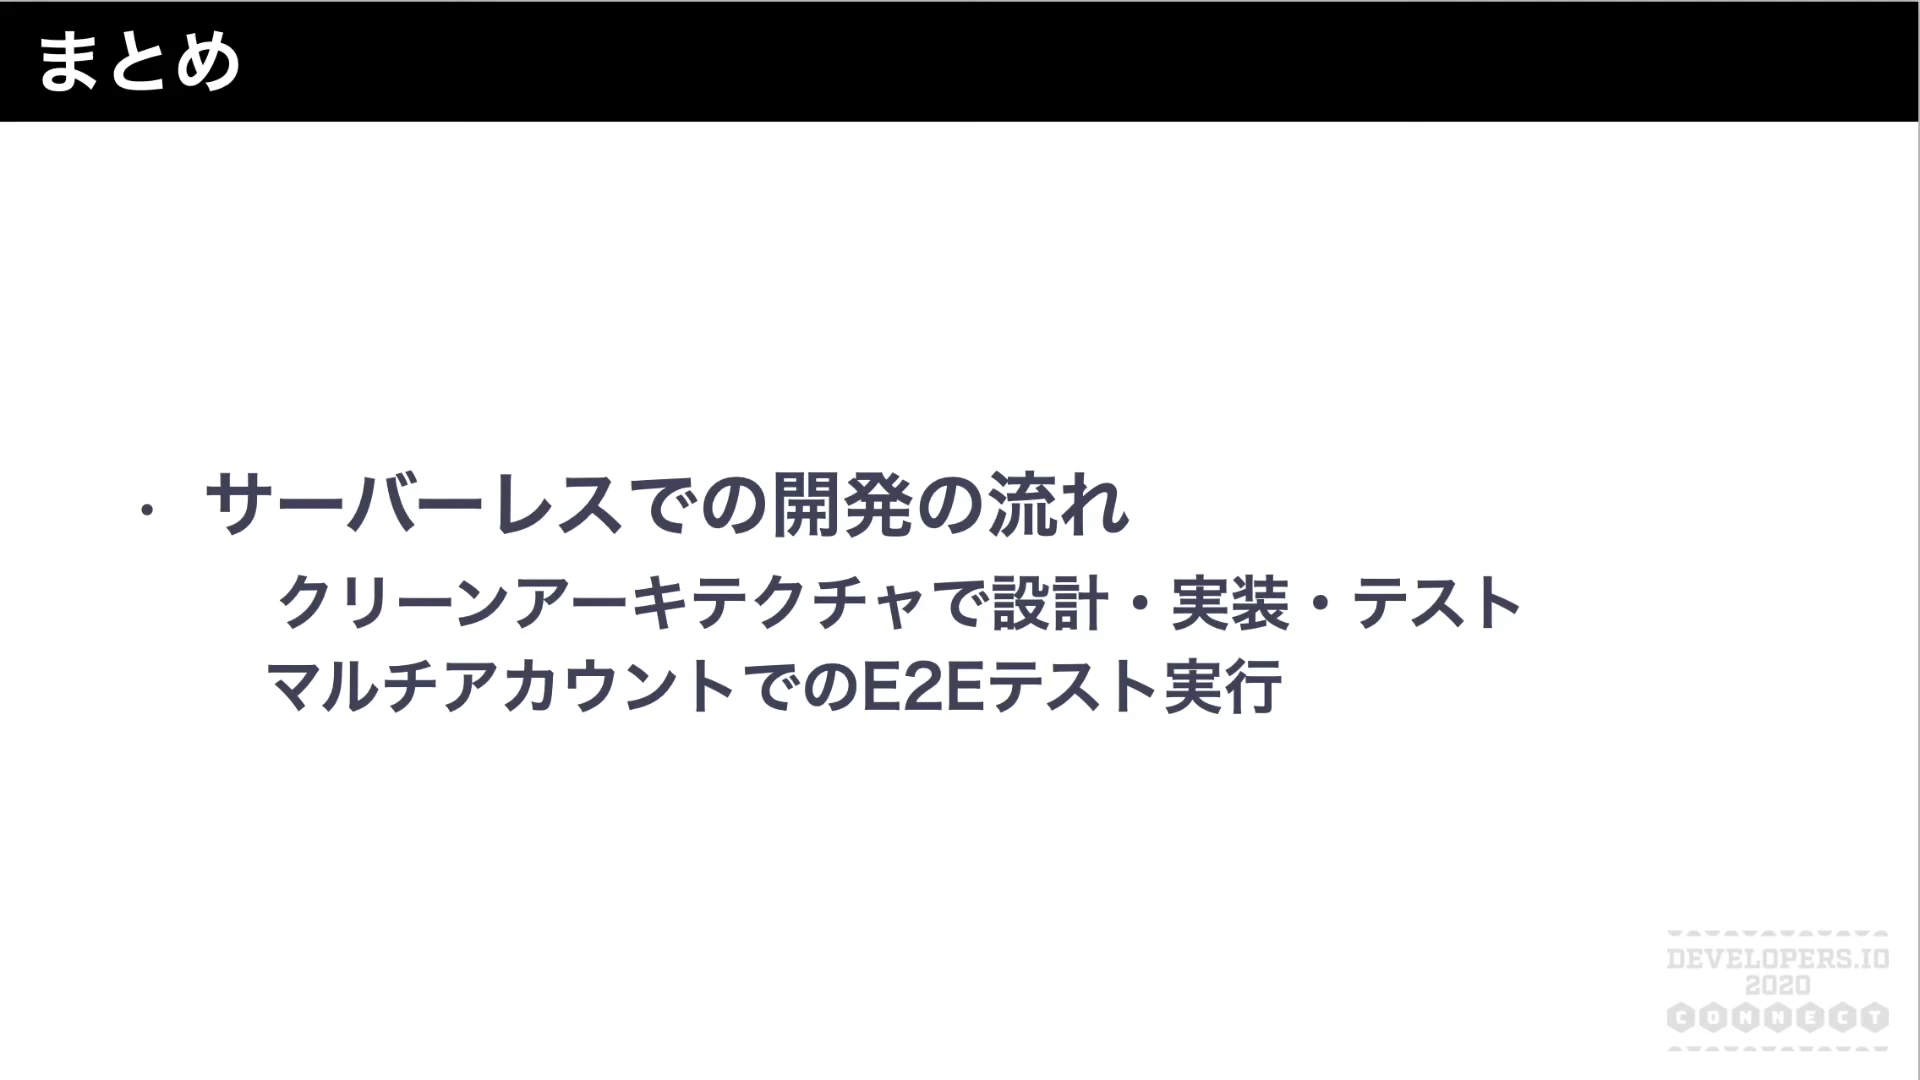 まとめ
・ サーバーレスでの開発の流れ
クリーンアーキテクチャで設計・実装・テスト
マルチアカウントでのE2Eテスト実行
DEVELOPERS.IO
2020
CONNECT